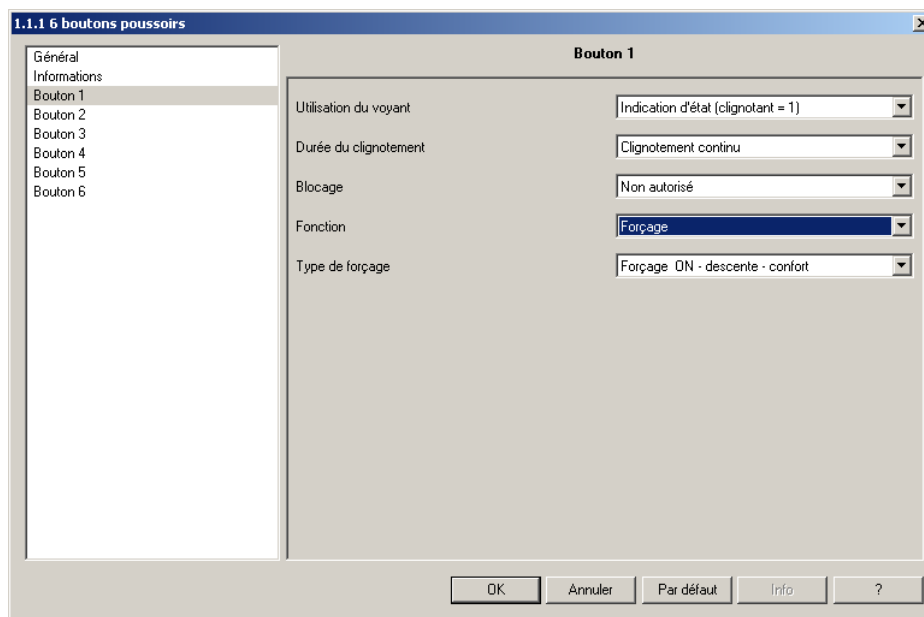 1.1.1 6 boutons poussoirs
Général
Informations
Bouton 1
Bouton 2
Bouton 3
Bouton 4
Bouton 5
Bouton 6
Bouton 1
Utilisation du voyant
Indication d'état (clignotant = 1)
Durée du clignotement
Clignotement continu
Blocage
Non autorisé
Fonction
Forçage
Type de forçage
Forçage ON - descente - confort
OK
Annuler
Par défaut
Info
?